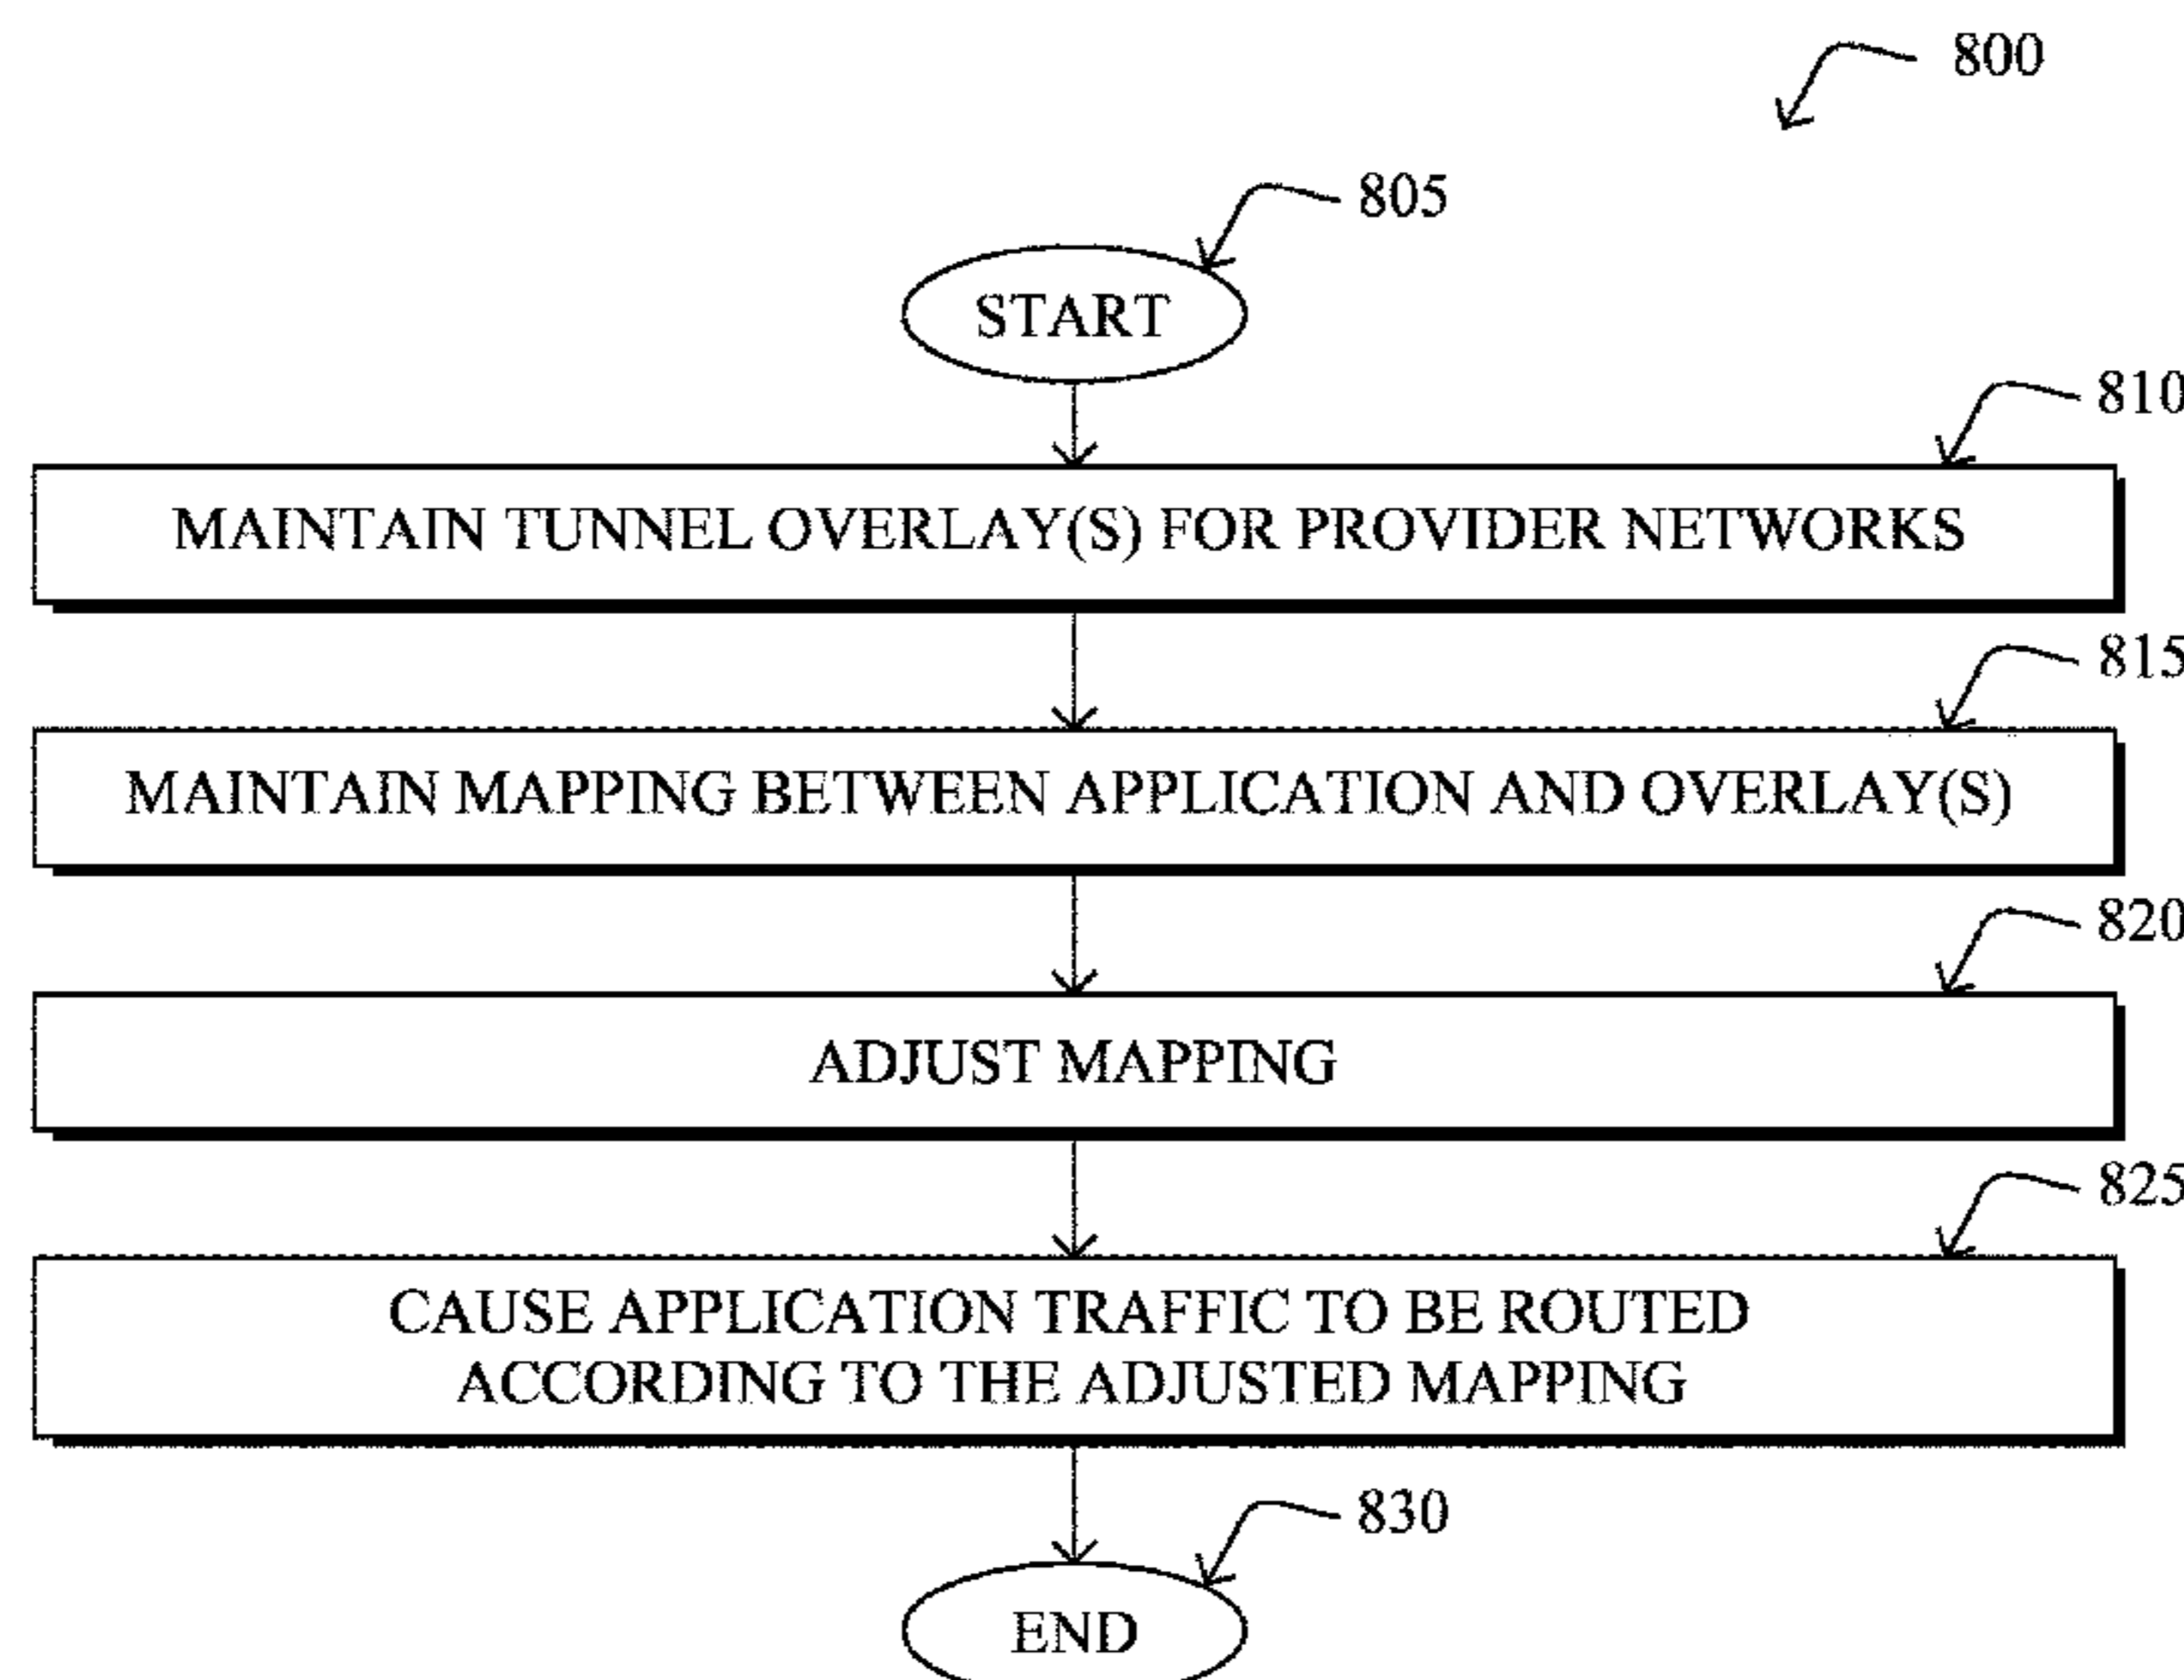 800
805
START
810
MAINTAIN TUNNEL OVERLAY(S) FOR PROVIDER NETWORKS
815
MAINTAIN MAPPING BETWEEN APPLICATION AND OVERLAY(S)
820
ADJUST MAPPING
825
CAUSE APPLICATION TRAFFIC TO BE ROUTED
ACCORDING TO THE ADJUSTED MAPPING
830
END